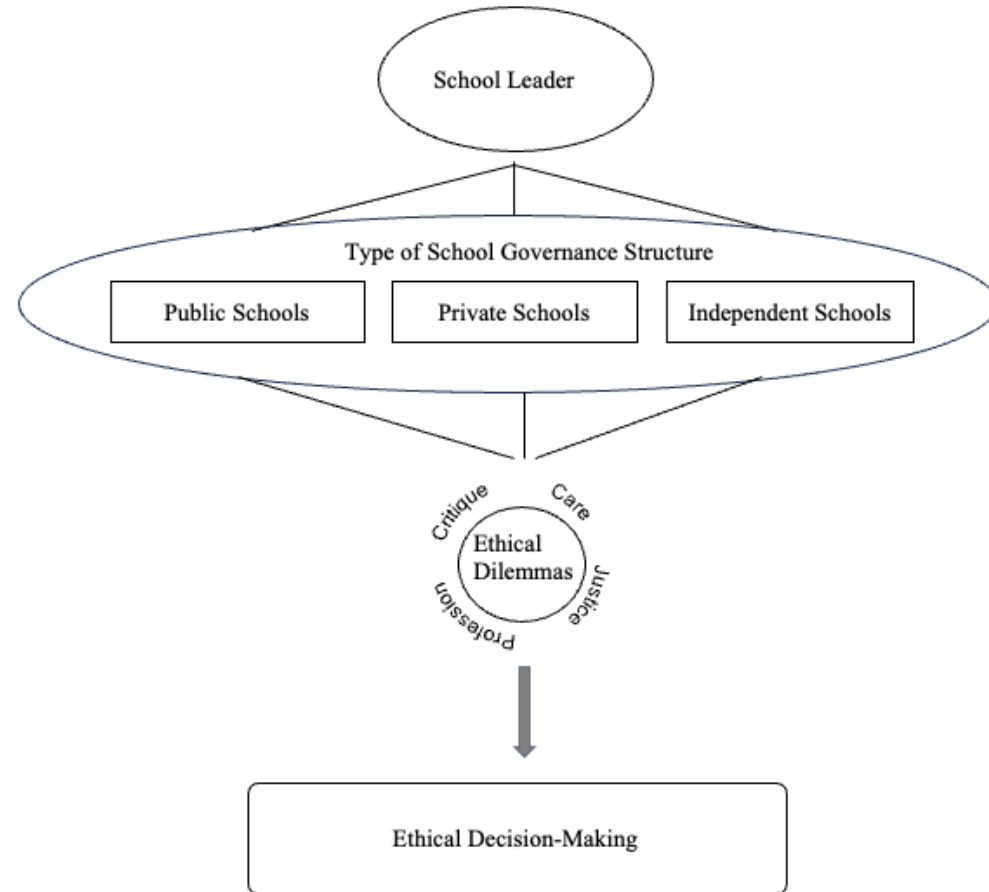 School Leader
Type of School Governance Structure
Public Schools
Private Schools
Independent Schools
Critique
Care
Ethical
Dilemmas
Justice
Profession
Ethical Decision-Making